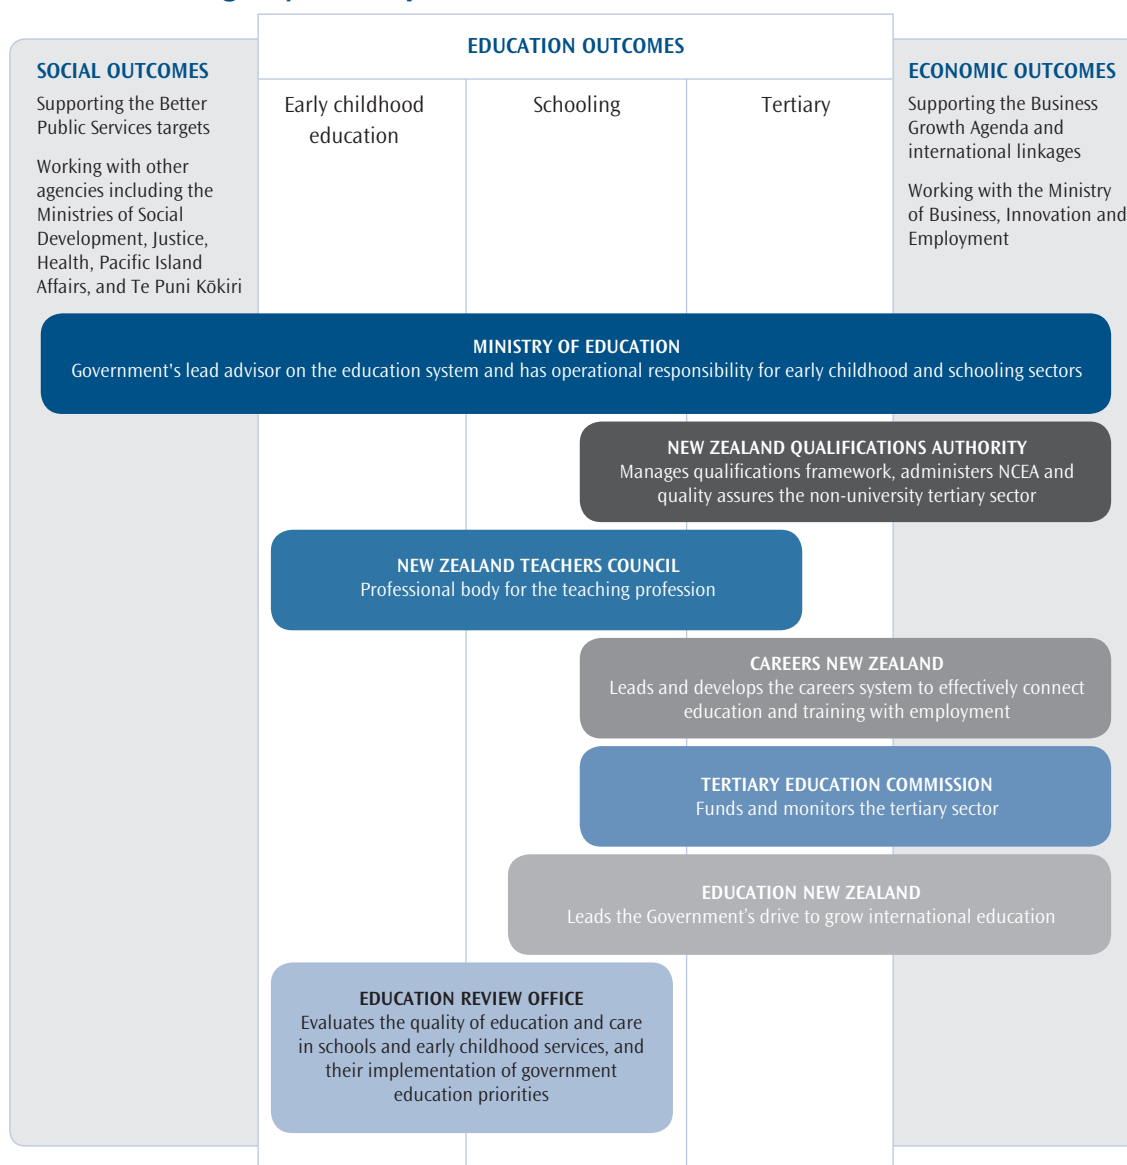 EDUCATION OUTCOMES
SOCIAL OUTCOMES
Supporting the Better
Public Services targets
Working with other
agencies including the
Ministries of Social
Development, Justice,
Health, Pacific Island
Affairs, and Te Puni Kōkiri
Early childhood
education
Schooling
Tertiary
ECONOMIC OUTCOMES
Supporting the Business
Growth Agenda and
international linkages
Working with the Ministry
of Business, Innovation and
Employment
MINISTRY OF EDUCATION
Government's lead advisor on the education system and has operational responsibility for early childhood and schooling sectors
NEW ZEALAND QUALIFICATIONS AUTHORITY
Manages qualifications framework, administers NCEA and
quality assures the non-university tertiary sector
NEW ZEALAND TEACHERS COUNCIL
Professional body for the teaching profession
CAREERS NEW ZEALAND
Leads and develops the careers system to effectively connect
education and training with employment
TERTIARY EDUCATION COMMISSION
Funds and monitors the tertiary sector
EDUCATION NEW ZEALAND
Leads the Government's drive to grow international education
EDUCATION REVIEW OFFICE
Evaluates the quality of education and care
in schools and early childhood services, and
their implementation of government
education priorities